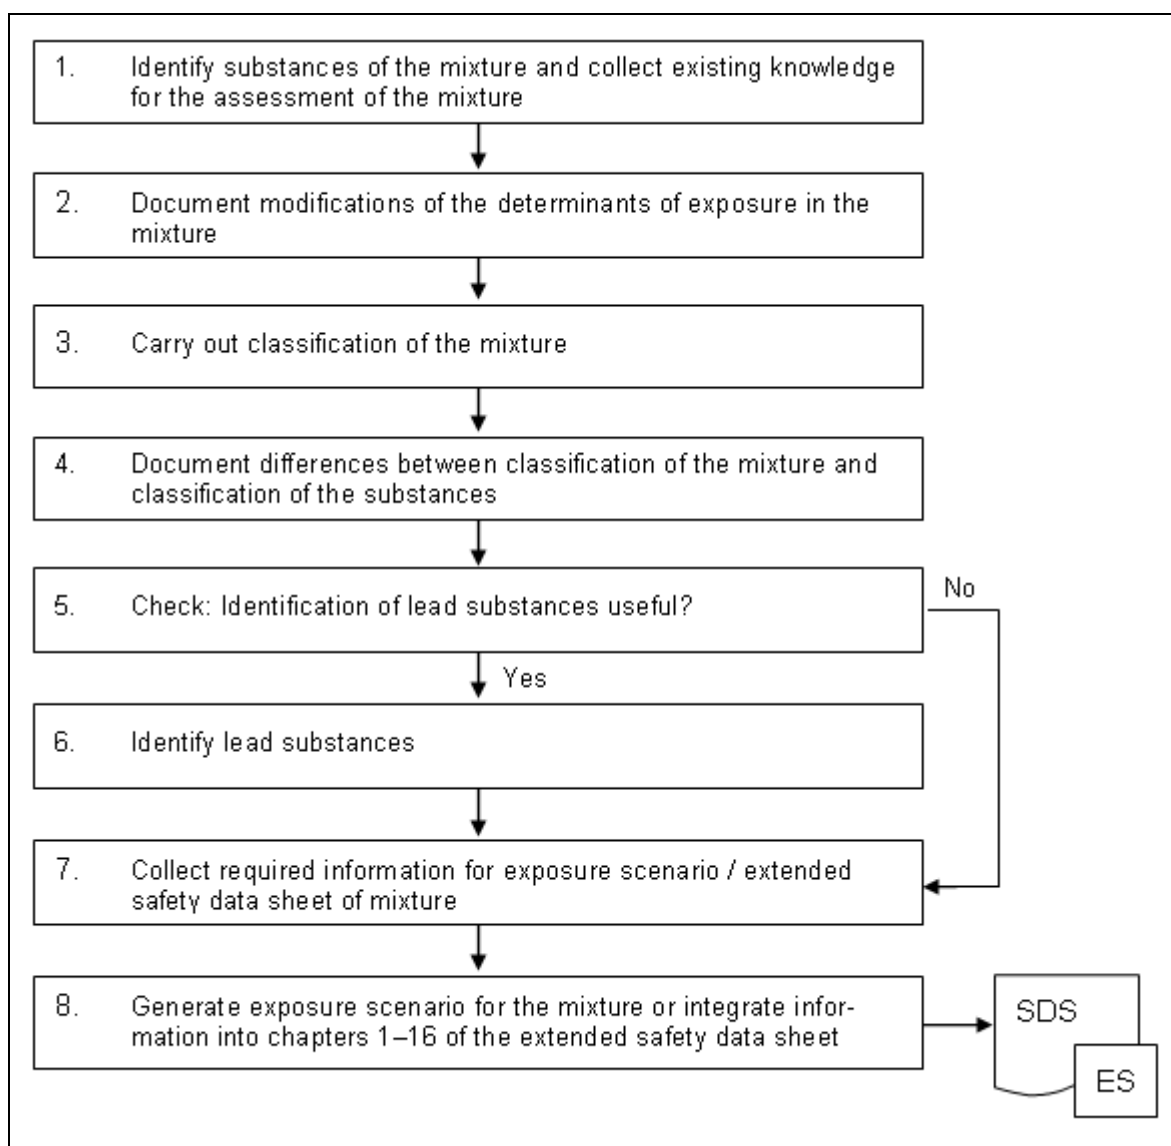 1. Identify substances of the mixture and collect existing knowledge
for the assessment of the mixture
2. Document modifications of the determinants of exposure in the
mixture
3. Carry out classification of the mixture
4. Document differences between classification of the mixture and
classification of the substances
5. Check: Identification of lead substances useful?
No
Yes
6. Identify lead substances
7. Collect required information for exposure scenario / extended
safety data sheet of mixture
8. Generate exposure scenario for the mixture or integrate infor-
mation into chapters 1–16 of the extended safety data sheet
SDS
ES